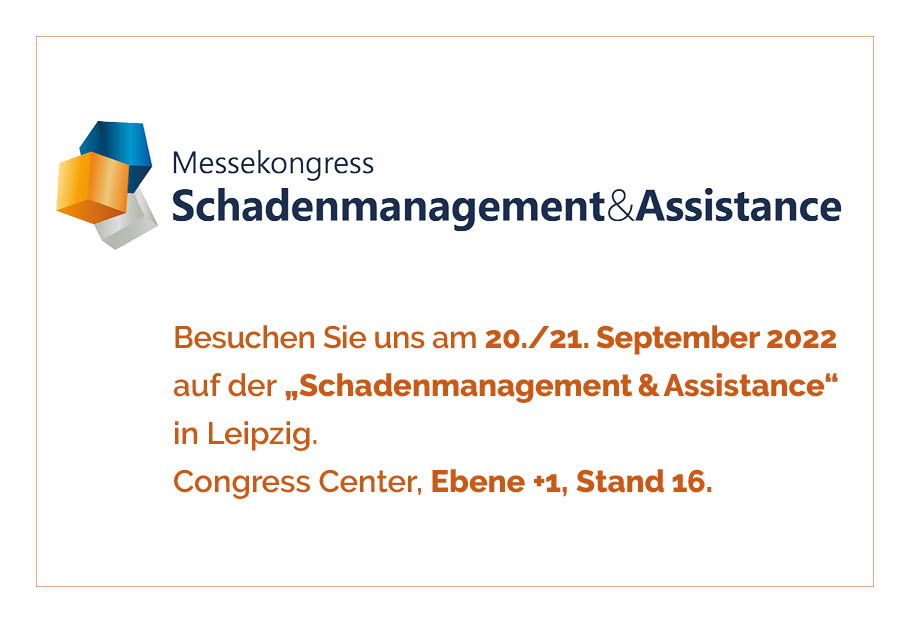 Messekongress
Schadenmanagement&Assistance
Besuchen Sie uns am 20./21. September 2022
auf der „Schadenmanagement & Assistance“
in Leipzig.
Congress Center, Ebene +1, Stand 16.